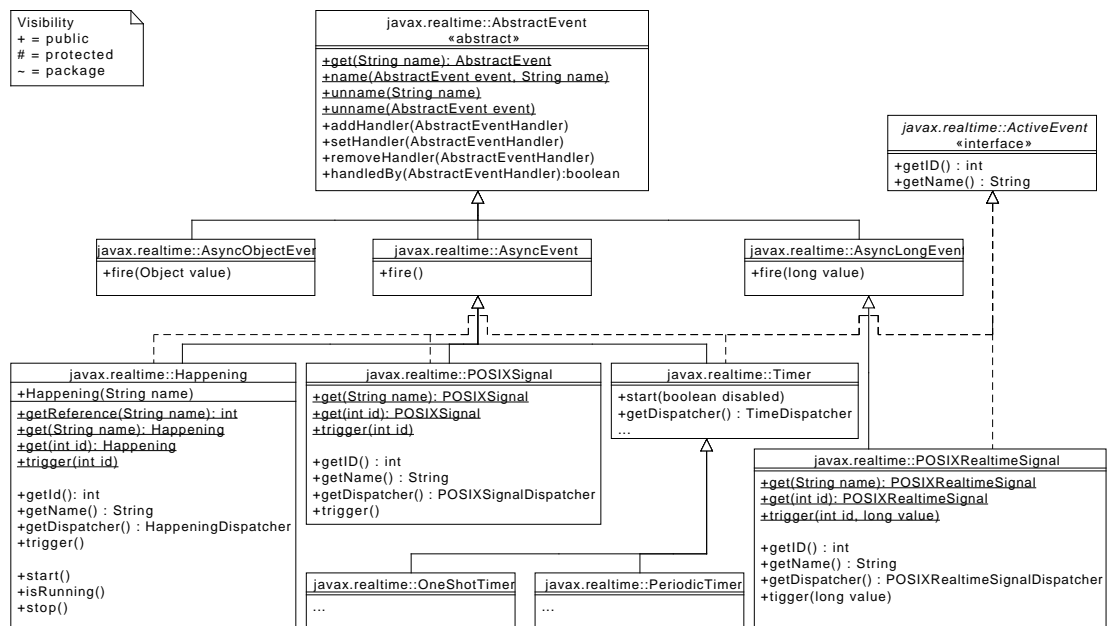 Visibility
+ = public
# = protected
~ = package
javax.realtime::AbstractEvent
«abstract»
+get(String name): AbstractEvent
+name(AbstractEvent event, String name)
+unname(String name)
+unname(AbstractEvent event)
+addHandler(AbstractEventHandler)
+setHandler(AbstractEventHandler)
+removeHandler(AbstractEventHandler)
+handledBy(AbstractEventHandler):boolean
javax.realtime::ActiveEvent
«interface»
+getID() : int
+getName() : String
javax.realtime::AsyncObjectEver
+fire(Object value)
javax.realtime::AsyncEvent
+fire()
javax.realtime::AsyncLongEvent
+fire(long value)
javax.realtime::Happening
+Happening(String name)
+getReference(String name): int
+get(String name): Happening
+get(int id): Happening
+trigger(int id)
+getId(): int
+getName() : String
+getDispatcher() : HappeningDispatcher
+trigger()
+start()
+isRunning()
+stop()
javax.realtime::POSIXSignal
+get(String name): POSIXSignal
+get(int id): POSIXSignal
+trigger(int id)
+getID() : int
+getName() : String
+getDispatcher() : POSIXSignalDispatcher
+trigger()
javax.realtime::Timer
+start(boolean disabled)
+getDispatcher() : TimeDispatcher
...
javax.realtime::POSIXRealtimeSignal
+get(String name): POSIXRealtimeSignal
+get(int id): POSIXRealtimeSignal
+trigger(int id, long value)
+getID() : int
+getName() : String
+getDispatcher() : POSIXRealtimeSignalDispatcher
+tigger(long value)
javax.realtime::OneShotTimer
...
javax.realtime::PeriodicTimer
...